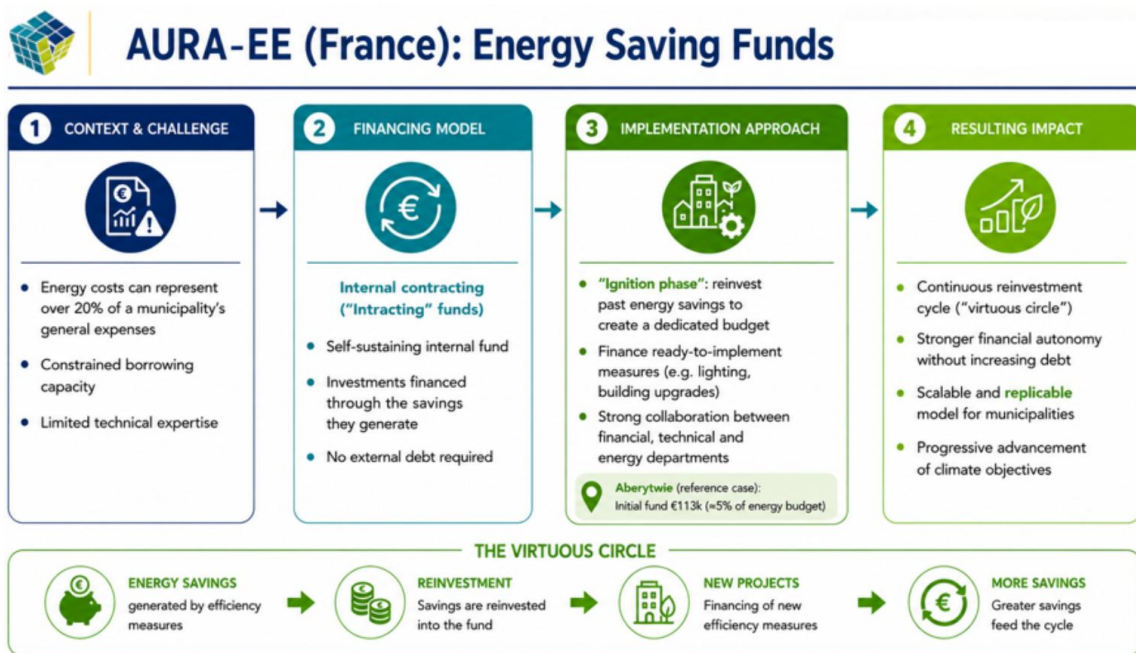 AURA-EE (France): Energy Saving Funds
1 CONTEXT & CHALLENGE
• Energy costs can represent
over 20% of a municipality's
general expenses
• Constrained borrowing
capacity
• Limited technical expertise
2 FINANCING MODEL
Internal contracting
("Intracting" funds)
• Self-sustaining internal fund
• Investments financed
through the savings
they generate
• No external debt required
3 IMPLEMENTATION APPROACH
• "Ignition phase": reinvest
past energy savings to
create a dedicated budget
• Finance ready-to-implement
measures (e.g. lighting,
building upgrades)
• Strong collaboration between
financial, technical and
energy departments
Aberytwie (reference case):
Initial fund €113k (≈5% of energy budget)
4 RESULTING IMPACT
• Continuous reinvestment
cycle ("virtuous circle")
• Stronger financial autonomy
without increasing debt
• Scalable and replicable
model for municipalities
• Progressive advancement
of climate objectives
THE VIRTUOUS CIRCLE
ENERGY SAVINGS
generated by efficiency
measures
REINVESTMENT
Savings are reinvested
into the fund
NEW PROJECTS
Financing of new
efficiency measures
MORE SAVINGS
Greater savings
feed the cycle